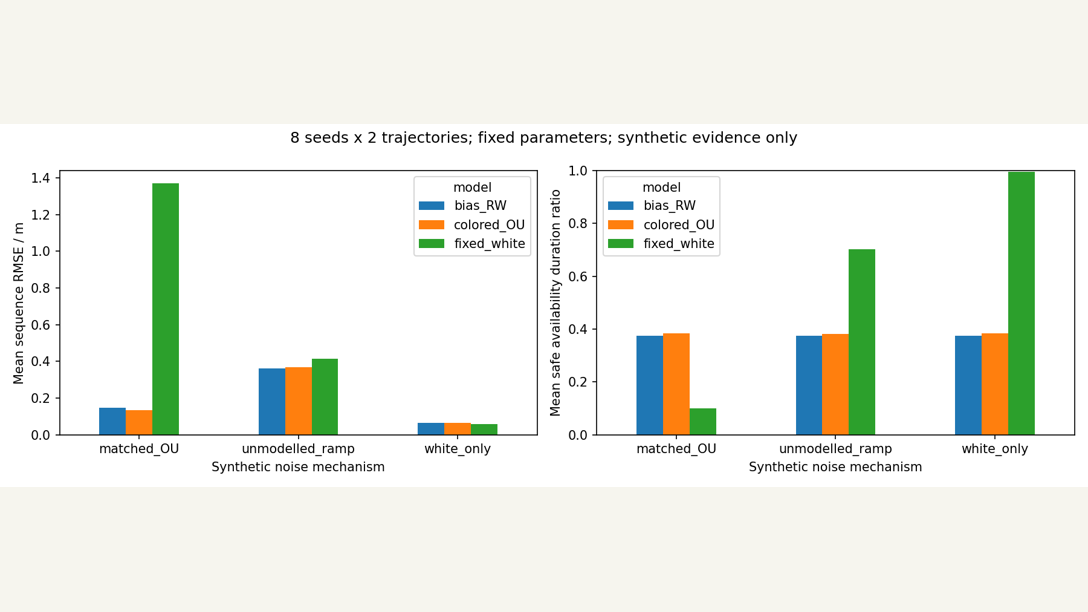 8 seeds x 2 trajectories; fixed parameters; synthetic evidence only
Mean sequence RMSE / m
1.4
1.2
1.0
0.8
0.6
0.4
0.2
0.0
model
bias_RW
colored_OU
fixed_white
matched_OU
unmodelled_ramp
white_only
Synthetic noise mechanism
Mean safe availability duration ratio
1.0
0.8
0.6
0.4
0.2
0.0
model
bias_RW
colored_OU
fixed_white
matched_OU
unmodelled_ramp
white_only
Synthetic noise mechanism